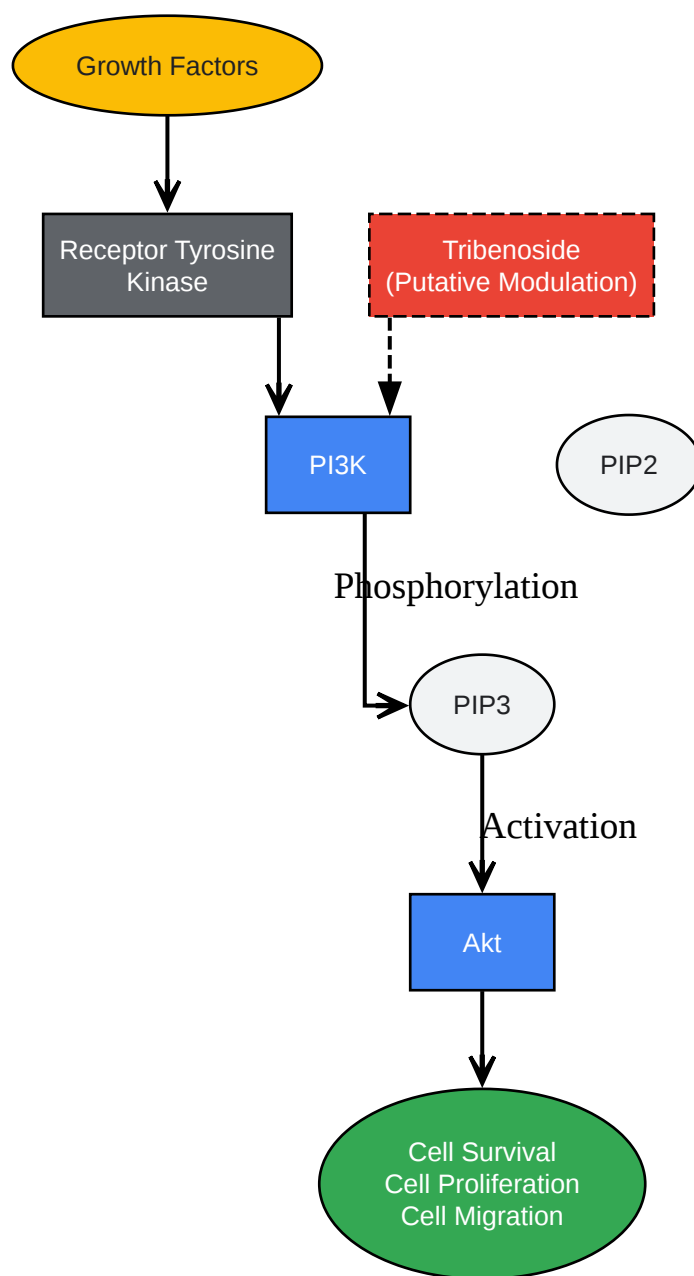 Growth Factors
Receptor Tyrosine
Kinase
Tribenoside
(Putative Modulation)
PI3K
PIP2
Phosphorylation
PIP3
Activation
Akt
Cell Survival
Cell Proliferation
Cell Migration